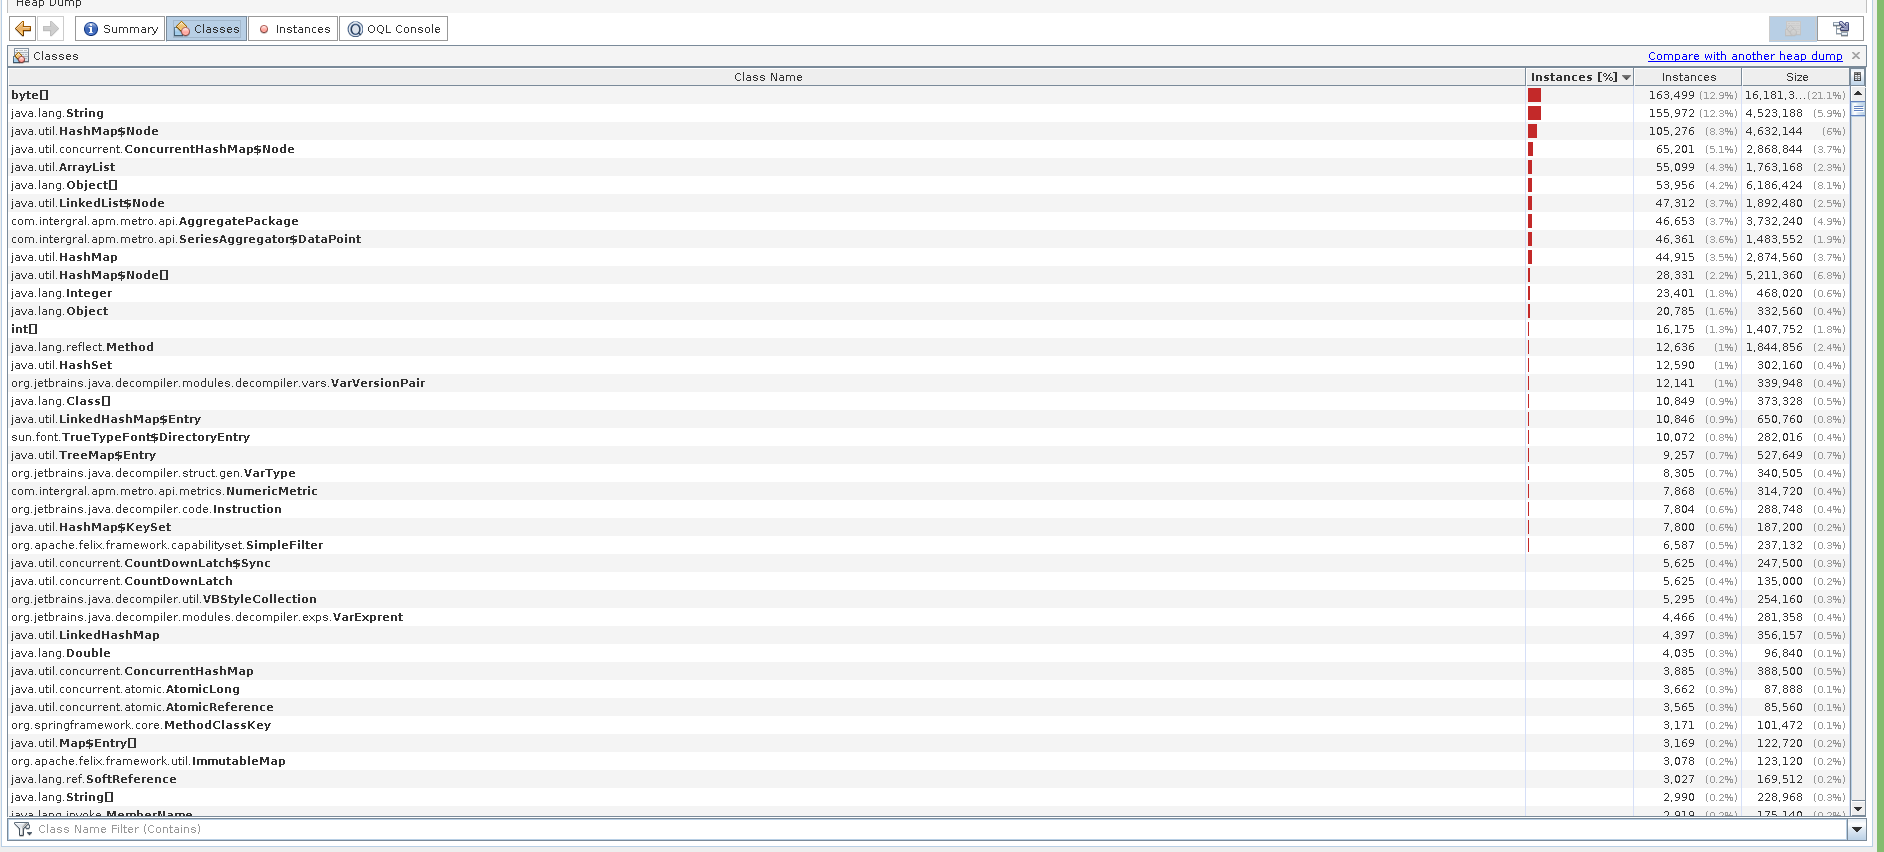 Heap Dump
Summary Classes Instances OQL Console
Classes Compare with another heap dump
Class Name Instances [%] Instances Size
byte[] 163,499 (12.9%) 16,181,3... (21.1%)
java.lang.String 155,972 (12.3%) 4,523,188 (5.9%)
java.util.HashMap$Node 105,276 (8.3%) 4,632,144 (6%)
java.util.concurrent.ConcurrentHashMap$Node 65,201 (5.1%) 2,868,844 (3.7%)
java.util.ArrayList 55,099 (4.3%) 1,763,168 (2.3%)
java.lang.Object[] 53,956 (4.2%) 6,186,424 (8.1%)
java.util.LinkedList$Node 47,312 (3.7%) 1,892,480 (2.5%)
com.intergral.apm.metro.api.AggregatePackage 46,653 (3.7%) 3,732,240 (4.9%)
com.intergral.apm.metro.api.SeriesAggregator$DataPoint 46,361 (3.6%) 1,483,552 (1.9%)
java.util.HashMap 44,915 (3.5%) 2,874,560 (3.7%)
java.util.HashMap$Node[] 28,331 (2.2%) 5,211,360 (6.8%)
java.lang.Integer 23,401 (1.8%) 468,020 (0.6%)
java.lang.Object 20,785 (1.6%) 332,560 (0.4%)
int[] 16,175 (1.3%) 1,407,752 (1.8%)
java.lang.reflect.Method 12,636 (1%) 1,844,856 (2.4%)
java.util.HashSet 12,590 (1%) 302,160 (0.4%)
org.jetbrains.java.decompiler.modules.decompiler.vars.VarVersionPair 12,141 (1%) 339,948 (0.4%)
java.lang.Class[] 10,849 (0.9%) 373,328 (0.5%)
java.util.LinkedHashMap$Entry 10,846 (0.9%) 650,760 (0.8%)
sun.font.TrueTypeFont$DirectoryEntry 10,072 (0.8%) 282,016 (0.4%)
java.util.TreeMap$Entry 9,257 (0.7%) 527,649 (0.7%)
org.jetbrains.java.decompiler.struct.gen.VarType 8,305 (0.7%) 340,505 (0.4%)
com.intergral.apm.metro.api.metrics.NumericMetric 7,868 (0.6%) 314,720 (0.4%)
org.jetbrains.java.decompiler.code.Instruction 7,804 (0.6%) 288,748 (0.4%)
java.util.HashMap$KeySet 7,800 (0.6%) 187,200 (0.2%)
org.apache.felix.framework.capabilityset.SimpleFilter 6,587 (0.5%) 237,132 (0.3%)
java.util.concurrent.CountDownLatch$Sync 5,625 (0.4%) 247,500 (0.3%)
java.util.concurrent.CountDownLatch 5,625 (0.4%) 135,000 (0.2%)
org.jetbrains.java.decompiler.util.VBStyleCollection 5,295 (0.4%) 254,160 (0.3%)
org.jetbrains.java.decompiler.modules.decompiler.exps.VarExprent 4,466 (0.4%) 281,358 (0.4%)
java.util.LinkedHashMap 4,397 (0.3%) 356,157 (0.5%)
java.lang.Double 4,035 (0.3%) 96,840 (0.1%)
java.util.concurrent.ConcurrentHashMap 3,885 (0.3%) 388,500 (0.5%)
java.util.concurrent.atomic.AtomicLong 3,662 (0.3%) 87,888 (0.1%)
java.util.concurrent.atomic.AtomicReference 3,565 (0.3%) 85,560 (0.1%)
org.springframework.core.MethodClassKey 3,171 (0.2%) 101,472 (0.1%)
java.util.Map$Entry[] 3,169 (0.2%) 122,720 (0.2%)
org.apache.felix.framework.util.ImmutableMap 3,078 (0.2%) 123,120 (0.2%)
java.lang.ref.SoftReference 3,027 (0.2%) 169,512 (0.2%)
java.lang.String[] 2,990 (0.2%) 228,968 (0.3%)
java.lang.invoke.MemberName 2,919 (0.2%) 175,140 (0.2%)
Class Name Filter (Contains)